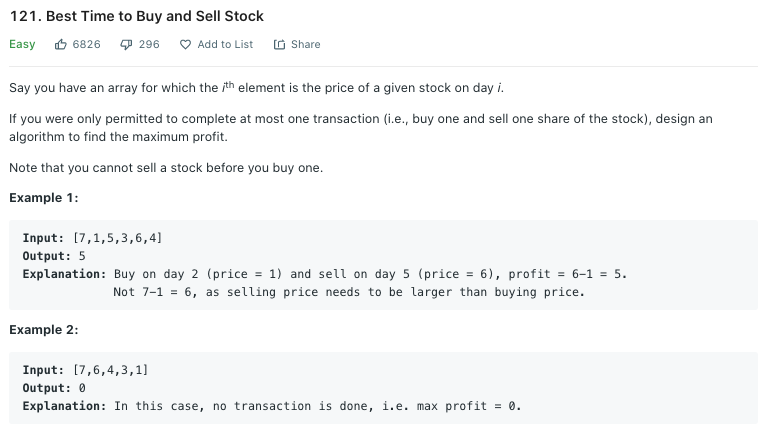 121. Best Time to Buy and Sell Stock
Easy 6826 296 Add to List Share
Say you have an array for which the ith element is the price of a given stock on day i.
If you were only permitted to complete at most one transaction (i.e., buy one and sell one share of the stock), design an
algorithm to find the maximum profit.
Note that you cannot sell a stock before you buy one.
Example 1:
Input: [7,1,5,3,6,4]
Output: 5
Explanation: Buy on day 2 (price = 1) and sell on day 5 (price = 6), profit = 6-1 = 5.
Not 7-1 = 6, as selling price needs to be larger than buying price.
Example 2:
Input: [7,6,4,3,1]
Output: 0
Explanation: In this case, no transaction is done, i.e. max profit = 0.